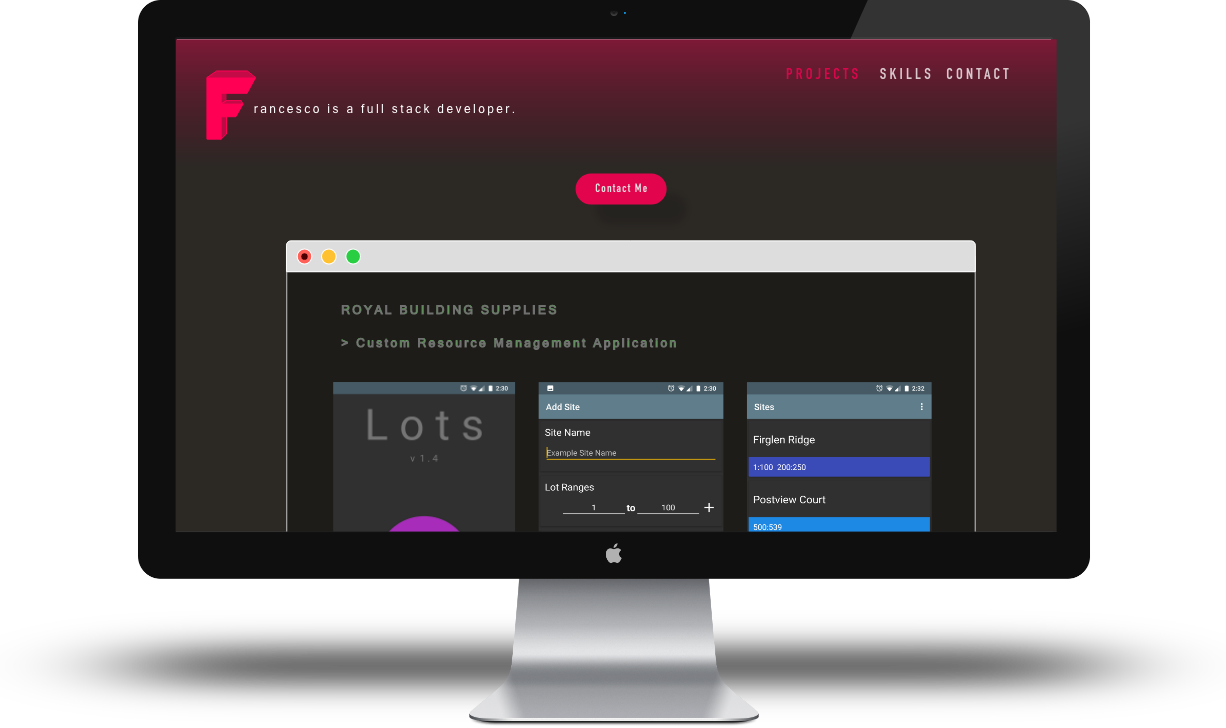 PROJECTS SKILLS CONTACT
Francesco is a full stack developer.
Contact Me
ROYAL BUILDING SUPPLIES
> Custom Resource Management Application
2:30
Lots
v 1.4
2:30
Add Site
Site Name
Example Site Name
Lot Ranges
1 to 100 +
2:32
Sites
Firglen Ridge
1:100 200:250
Postview Court
500:539